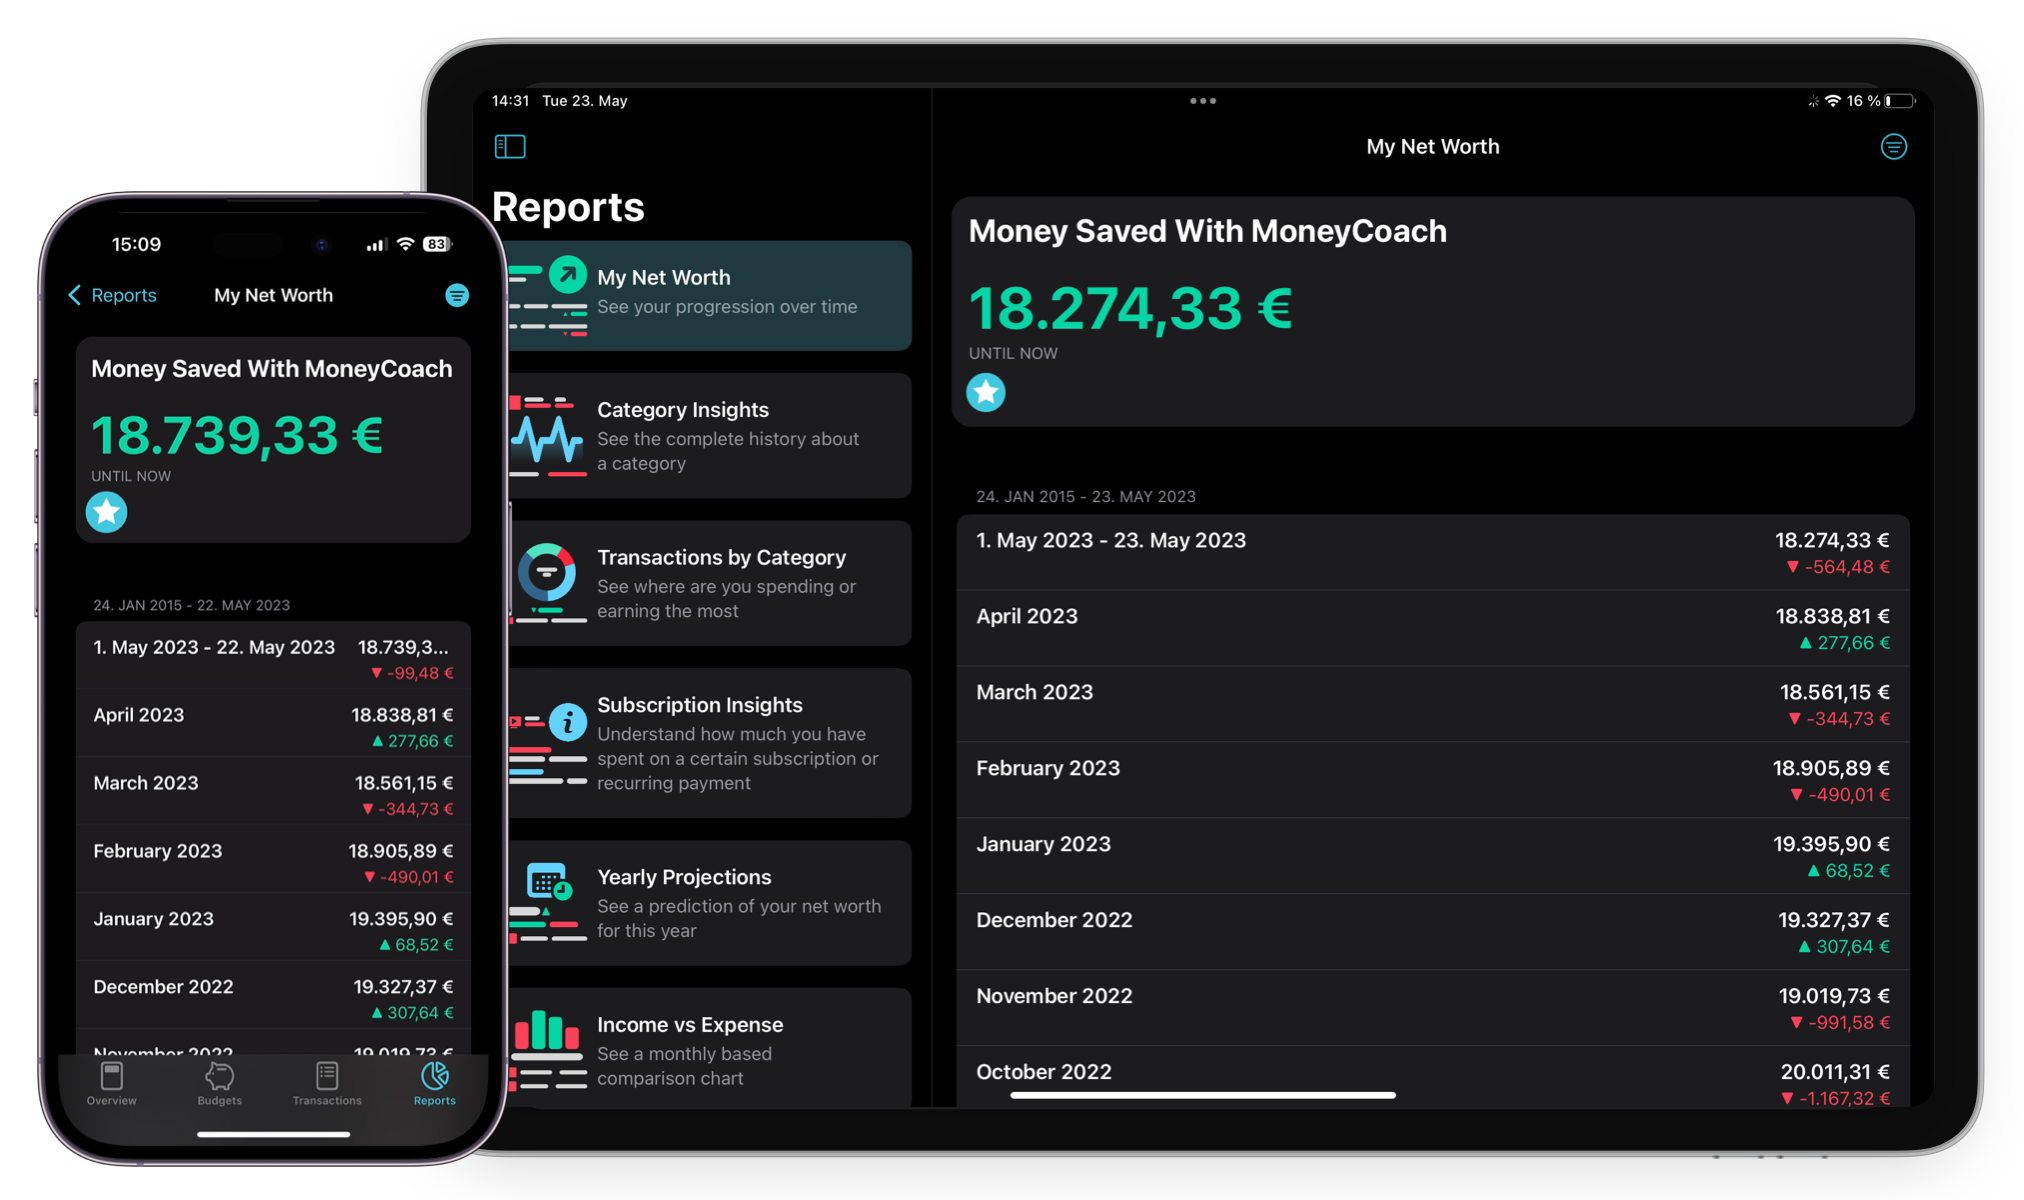 15:09
83
Reports
My Net Worth
Money Saved With MoneyCoach
18.739,33 €
UNTIL NOW
24. JAN 2015 - 22. MAY 2023
1. May 2023 - 22. May 2023 18.739,3...
▼ -99,48 €
April 2023 18.838,81 €
▲ 277,66 €
March 2023 18.561,15 €
▼ -344,73 €
February 2023 18.905,89 €
▼ -490,01 €
January 2023 19.395,90 €
▲ 68,52 €
December 2022 19.327,37 €
▲ 307,64 €
November 2022 19.019,73 €
Overview Budgets Transactions Reports
14:31 Tue 23. May
16 %
Reports
My Net Worth
See your progression over time
Category Insights
See the complete history about
a category
Transactions by Category
See where are you spending or
earning the most
Subscription Insights
Understand how much you have
spent on a certain subscription or
recurring payment
Yearly Projections
See a prediction of your net worth
for this year
Income vs Expense
See a monthly based
comparison chart
My Net Worth
Money Saved With MoneyCoach
18.274,33 €
UNTIL NOW
24. JAN 2015 - 23. MAY 2023
1. May 2023 - 23. May 2023 18.274,33 €
▼ -564,48 €
April 2023 18.838,81 €
▲ 277,66 €
March 2023 18.561,15 €
▼ -344,73 €
February 2023 18.905,89 €
▼ -490,01 €
January 2023 19.395,90 €
▲ 68,52 €
December 2022 19.327,37 €
▲ 307,64 €
November 2022 19.019,73 €
▼ -991,58 €
October 2022 20.011,31 €
▼ -1.167,32 €